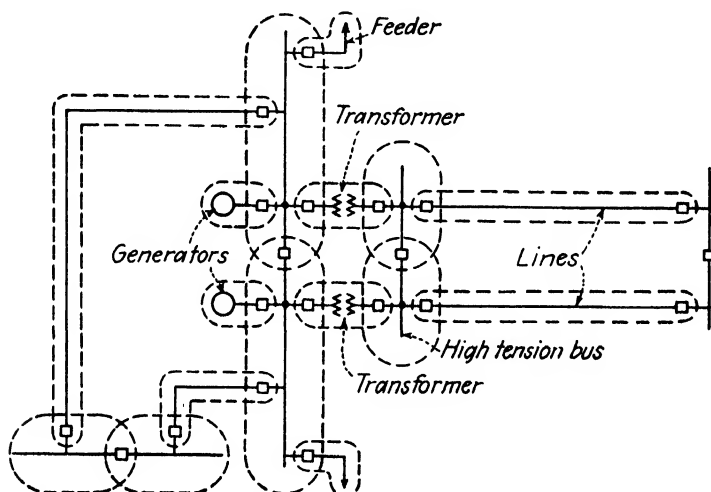 Feeder
Transformer
Generators
Lines
High tension bus
Transformer